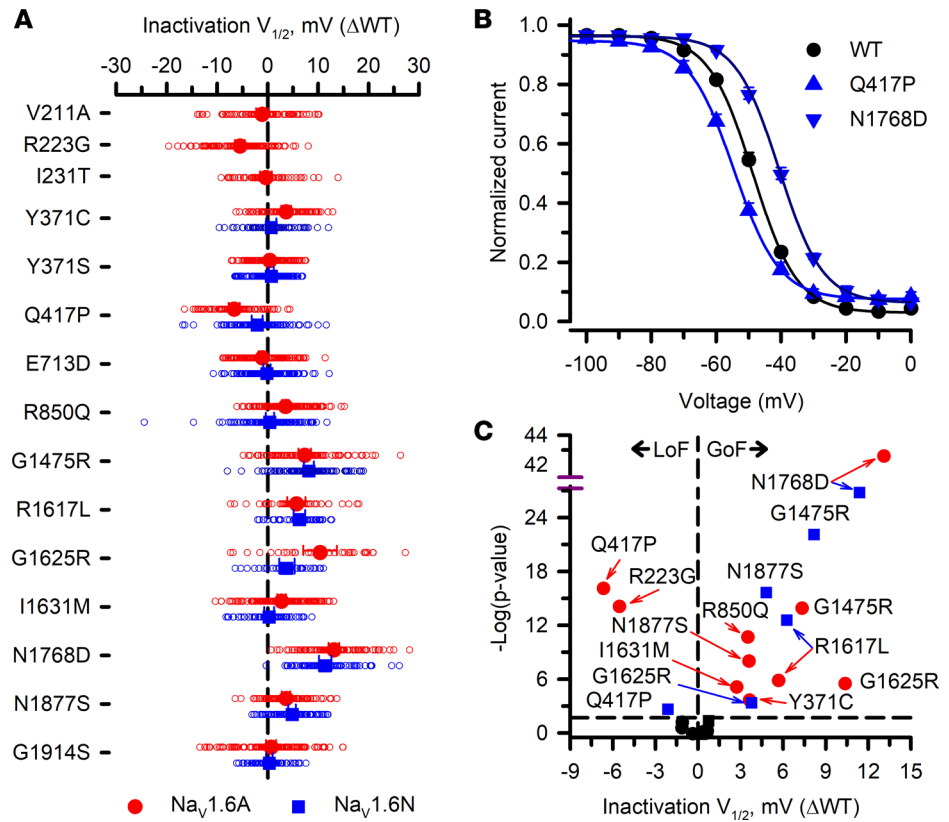 A
Inactivation V1/2, mV (ΔWT)
-30 -20 -10 0 10 20 30
V211A
R223G
I231T
Y371C
Y371S
Q417P
E713D
R850Q
G1475R
R1617L
G1625R
I1631M
N1768D
N1877S
G1914S
NaV1.6A NaV1.6N
B
1.0
0.8
0.6
0.4
0.2
0.0
Normalized current
WT
Q417P
N1768D
-100 -80 -60 -40 -20 0
Voltage (mV)
C
44
42
24
18
12
6
0
-Log(p-value)
LoF GoF
N1768D
G1475R
Q417P
R223G
N1877S
R850Q
G1475R
N1877S
R1617L
I1631M
G1625R
G1625R
Q417P
Y371C
-9 -6 -3 0 3 6 9 12 15
Inactivation V1/2, mV (ΔWT)